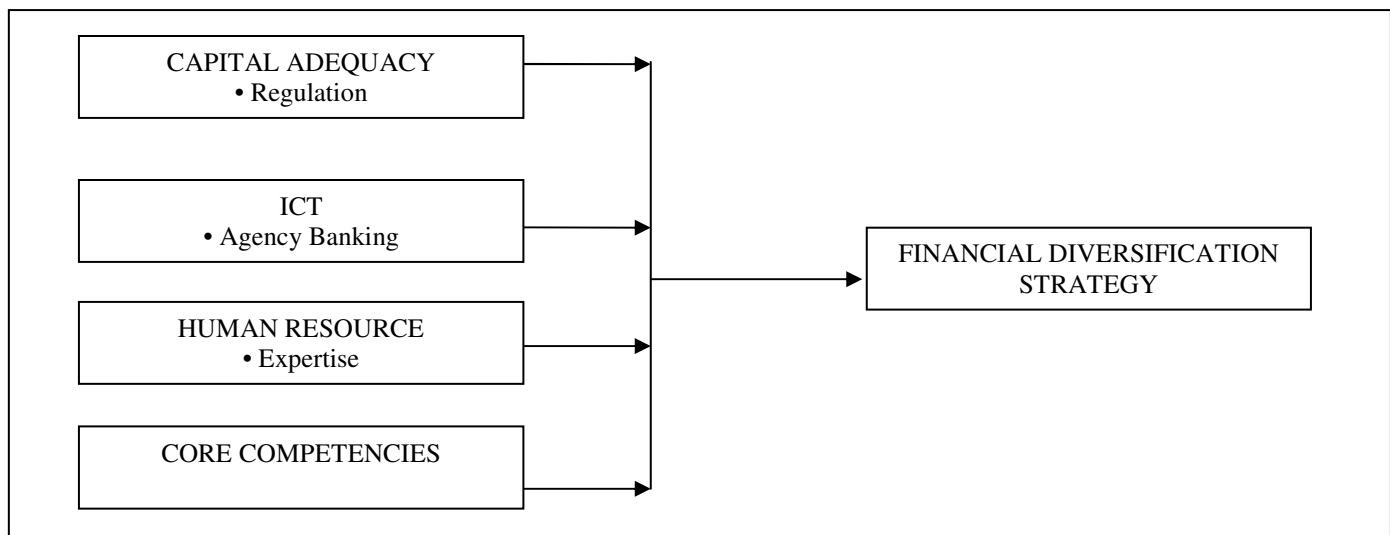 CAPITAL ADEQUACY
• Regulation
ICT
• Agency Banking
HUMAN RESOURCE
• Expertise
CORE COMPETENCIES
FINANCIAL DIVERSIFICATION
STRATEGY